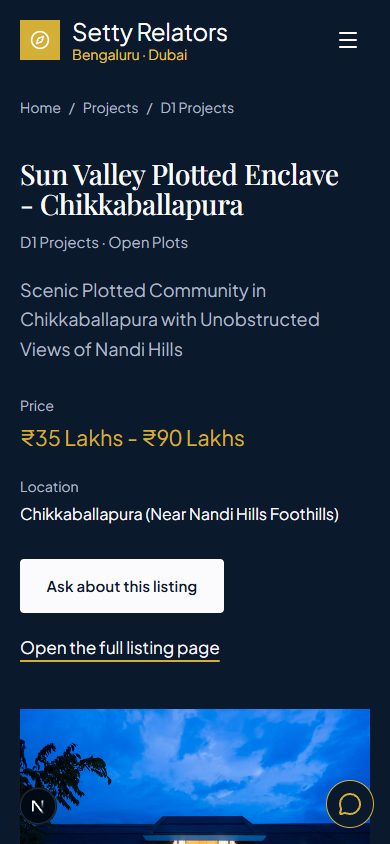 Setty Relators
Bengaluru · Dubai
Home / Projects / D1 Projects
Sun Valley Plotted Enclave
- Chikkaballapura
D1 Projects · Open Plots
Scenic Plotted Community in
Chikkaballapura with Unobstructed
Views of Nandi Hills
Price
₹35 Lakhs - ₹90 Lakhs
Location
Chikkaballapura (Near Nandi Hills Foothills)
Ask about this listing
Open the full listing page
N